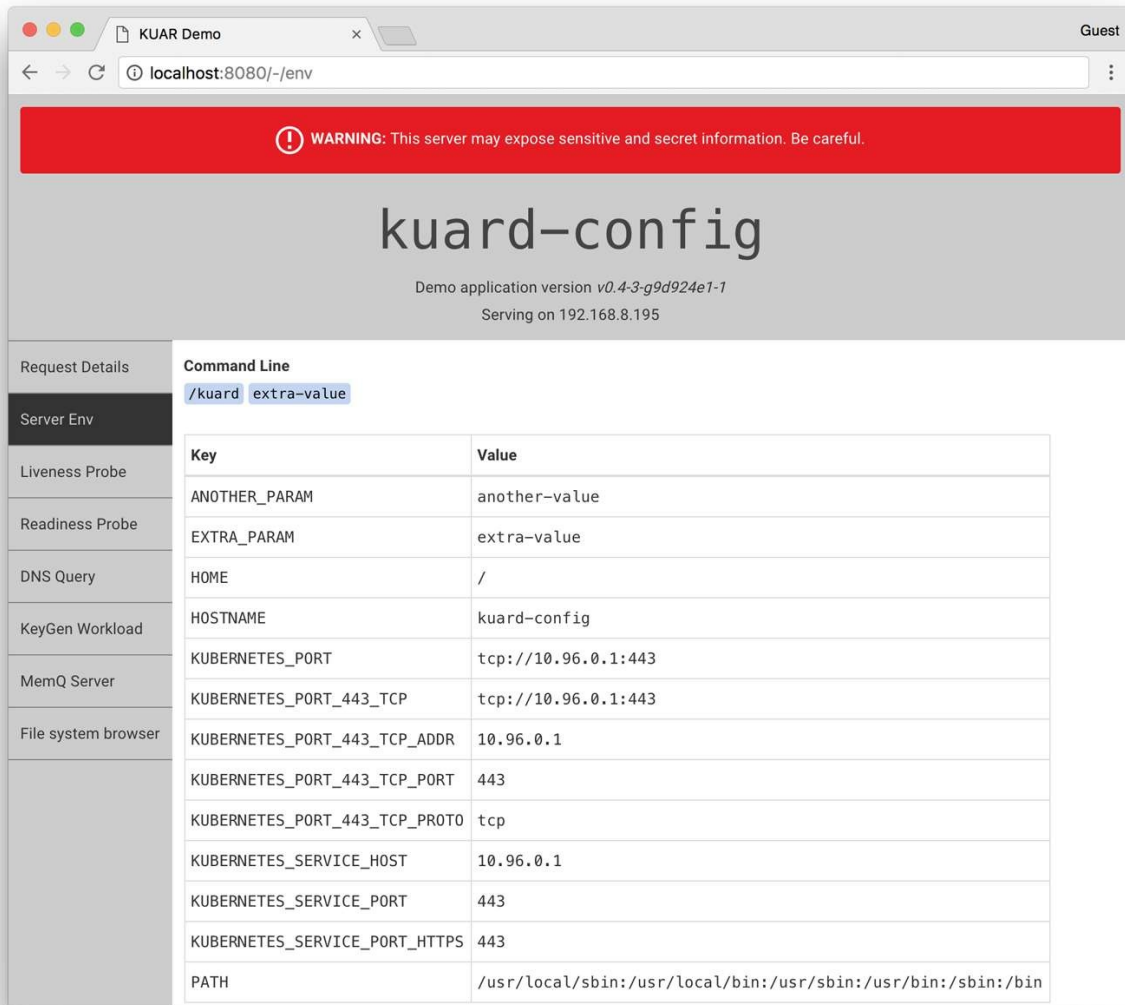 KUAR Demo
Guest
localhost:8080/-/env
WARNING: This server may expose sensitive and secret information. Be careful.
kuard-config
Demo application version v0.4-3-g9d924e1-1
Serving on 192.168.8.195
Request Details
Server Env
Liveness Probe
Readiness Probe
DNS Query
KeyGen Workload
MemQ Server
File system browser
Command Line
/kuard extra-value
Key Value
ANOTHER_PARAM another-value
EXTRA_PARAM extra-value
HOME /
HOSTNAME kuard-config
KUBERNETES_PORT tcp://10.96.0.1:443
KUBERNETES_PORT_443_TCP tcp://10.96.0.1:443
KUBERNETES_PORT_443_TCP_ADDR 10.96.0.1
KUBERNETES_PORT_443_TCP_PORT 443
KUBERNETES_PORT_443_TCP_PROTO tcp
KUBERNETES_SERVICE_HOST 10.96.0.1
KUBERNETES_SERVICE_PORT 443
KUBERNETES_SERVICE_PORT_HTTPS 443
PATH /usr/local/sbin:/usr/local/bin:/usr/sbin:/usr/bin:/sbin:/bin